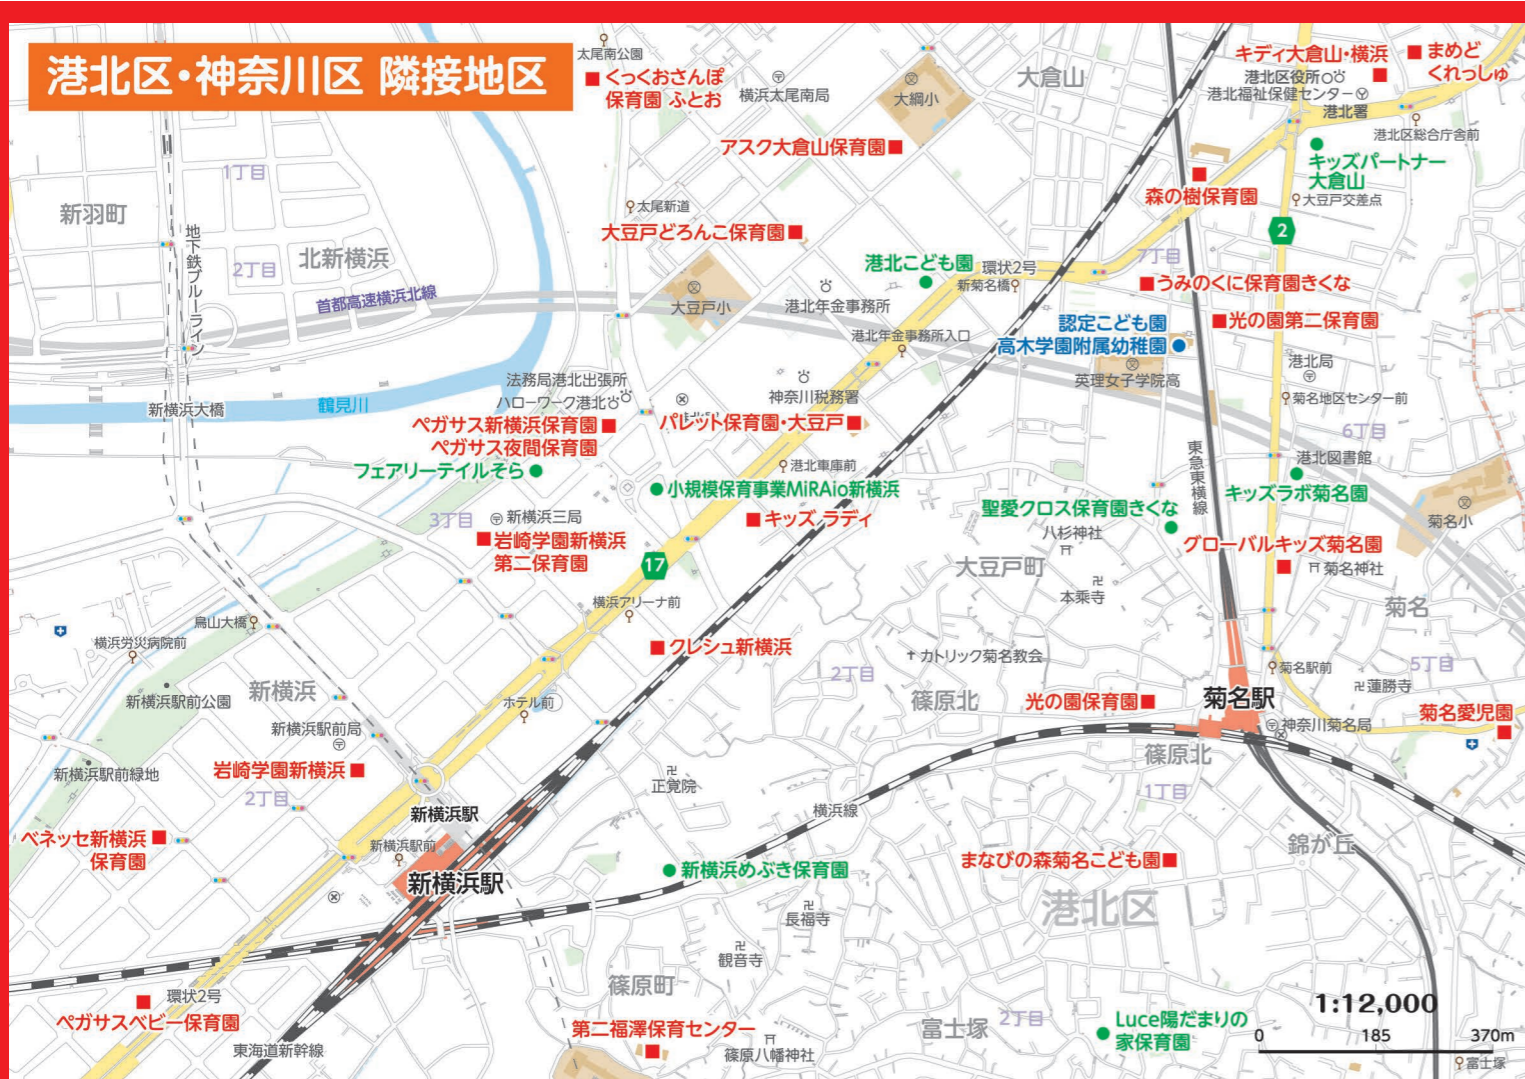 港北区・神奈川区 隣接地区
太尾南公園
くっくおさんぽ
保育園 ふとお
横浜太尾南局
大綱小
大倉山
キディ大倉山・横浜
まめど
くれっしゅ
港北区役所
港北福祉保健センター
港北署
港北区総合庁舎前
アスク大倉山保育園
キッズパートナー
大倉山
森の樹保育園
大豆戸交差点
1丁目
新羽町
地下鉄ブルーライン
太尾新道
大豆戸どろんこ保育園
2
北新横浜
2丁目
首都高速横浜北線
港北こども園
環状2号
新菊名橋
7丁目
うみのくに保育園きくな
大豆戸小
港北年金事務所
港北年金事務所入口
認定こども園
高木学園附属幼稚園
光の園第二保育園
港北局
英理女子学院高
菊名地区センター前
法務局港北出張所
ハローワーク港北
神奈川税務署
新横浜大橋
鶴見川
ペガサス新横浜保育園
ペガサス夜間保育園
パレット保育園・大豆戸
6丁目
東急東横線
フェアリーテイルそら
港北車庫前
港北図書館
小規模保育事業MiRAio新横浜
キッズラボ菊名園
3丁目
新横浜三局
キッズ ラディ
聖愛クロス保育園きくな
八杉神社
菊名小
岩崎学園新横浜
第二保育園
グローバルキッズ菊名園
17
大豆戸町
菊名神社
本乗寺
横浜アリーナ前
菊名
鳥山大橋
横浜労災病院前
クレシュ新横浜
カトリック菊名教会
菊名駅前
5丁目
2丁目
新横浜
蓮勝寺
新横浜駅前公園
ホテル前
篠原北
光の園保育園
菊名駅
菊名愛児園
新横浜駅前局
神奈川菊名局
篠原北
新横浜駅前緑地
岩崎学園新横浜
正覚院
2丁目
1丁目
新横浜駅
横浜線
ベネッセ新横浜
保育園
新横浜駅前
錦が丘
新横浜駅
新横浜めぶき保育園
まなびの森菊名こども園
港北区
長福寺
観音寺
篠原町
環状2号
1:12,000
ペガサスベビー保育園
第二福澤保育センター
富士塚
2丁目
Luce陽だまりの
家保育園
0 185 370m
東海道新幹線
篠原八幡神社
富士塚